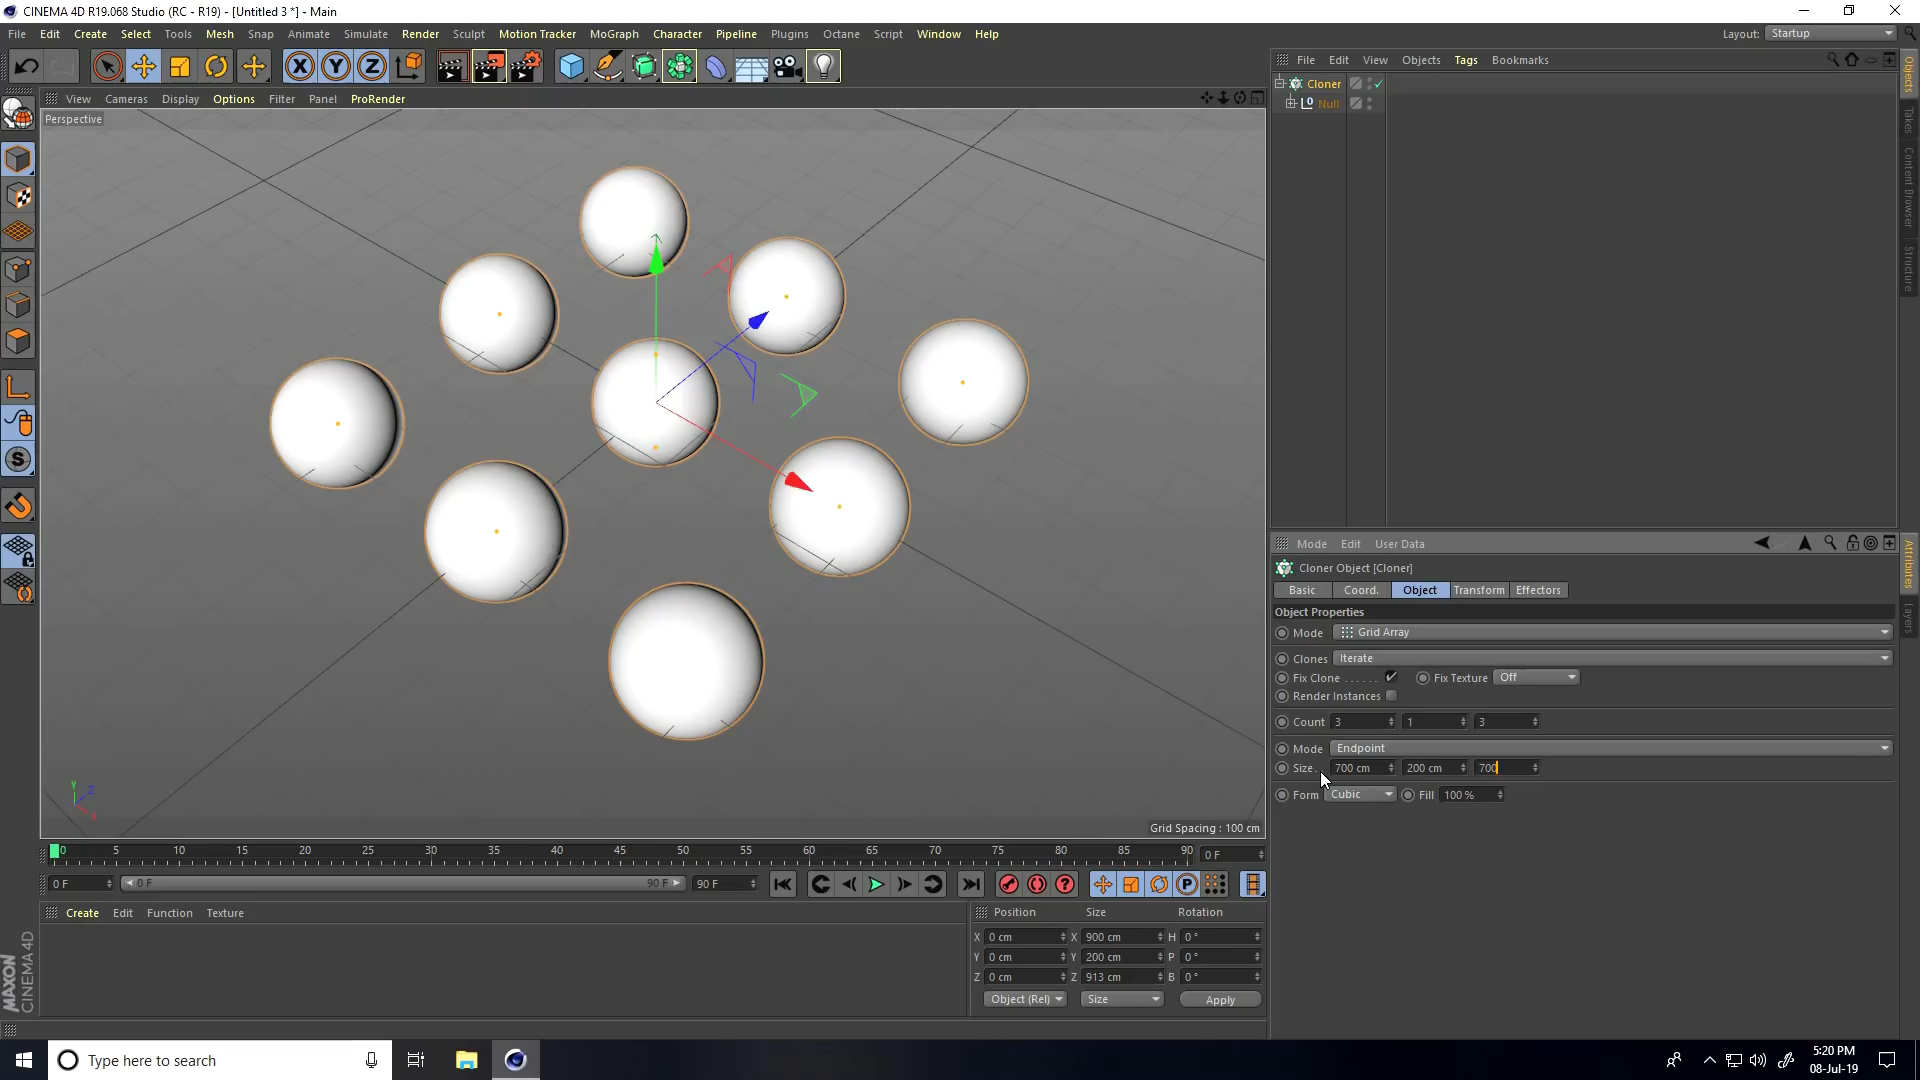 CINEMA 4D R19.068 Studio (RC - R19) - [Untitled 3 *] - Main
File Edit Create Select Tools Mesh Snap Animate Simulate Render Sculpt Motion Tracker MoGraph Character Pipeline Plugins Octane Script Window Help
Layout: Startup
X Y Z
File Edit View Objects Tags Bookmarks
Cloner
Null
View Cameras Display Options Filter Panel ProRender
Perspective
Y Z X
Grid Spacing : 100 cm
Objects
Takes
Content Browser
Structure
Mode Edit User Data
Cloner Object [Cloner]
Basic Coord. Object Transform Effectors
Object Properties
Mode Grid Array
Clones Iterate
Fix Clone . . . . . . Fix Texture Off
Render Instances
Count 3 1 3
Mode Endpoint
Size . . 700 cm 200 cm 700
Form Cubic Fill 100 %
Attributes
Layers
0 5 10 15 20 25 30 35 40 45 50 55 60 65 70 75 80 85 90 0 F
0 F 0 F 90 F 90 F
P
Create Edit Function Texture
Position Size Rotation
X 0 cm X 900 cm H 0 °
Y 0 cm Y 200 cm P 0 °
Z 0 cm Z 913 cm B 0 °
Object (Rel) Size Apply
MAXON
CINEMA 4D
Type here to search
5:20 PM
08-Jul-19